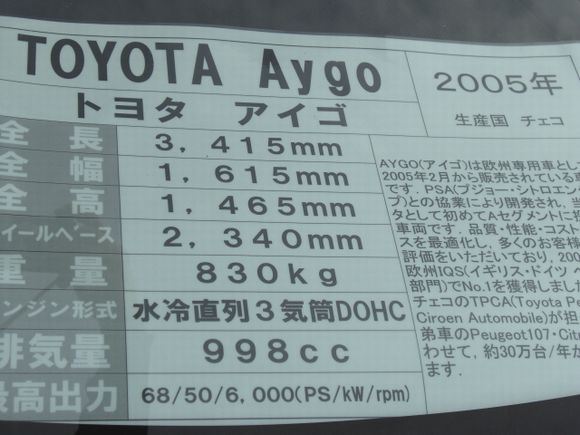 TOYOTA Aygo
トヨタ アイゴ
2005年
生産国 チェコ
全長 3,415mm
全幅 1,615mm
全高 1,465mm
イールベース 2,340mm
重量 830kg
ンジン形式 水冷直列3気筒DOHC
排気量 998cc
最高出力 68/50/6,000(PS/kW/rpm)
AYGO(アイゴ)は欧州専用車とし
2005年2月から販売されている車
です.PSA(プジョー・シトロエン
ブ)との協業により開発され,当
タとして初めてAセグメントに
車両です.品質・性能・コスト
スを最適化し,多くのお客様
評価をいただいており,200
欧州IQS(イギリス・ドイツ・
部門)でNo.1を獲得しまし
チェコのTPCA(Toyota Pe
Ciroen Automobile)が担
弟車のPeugeot107・Citr
わせて,約30万台/年が
ます.